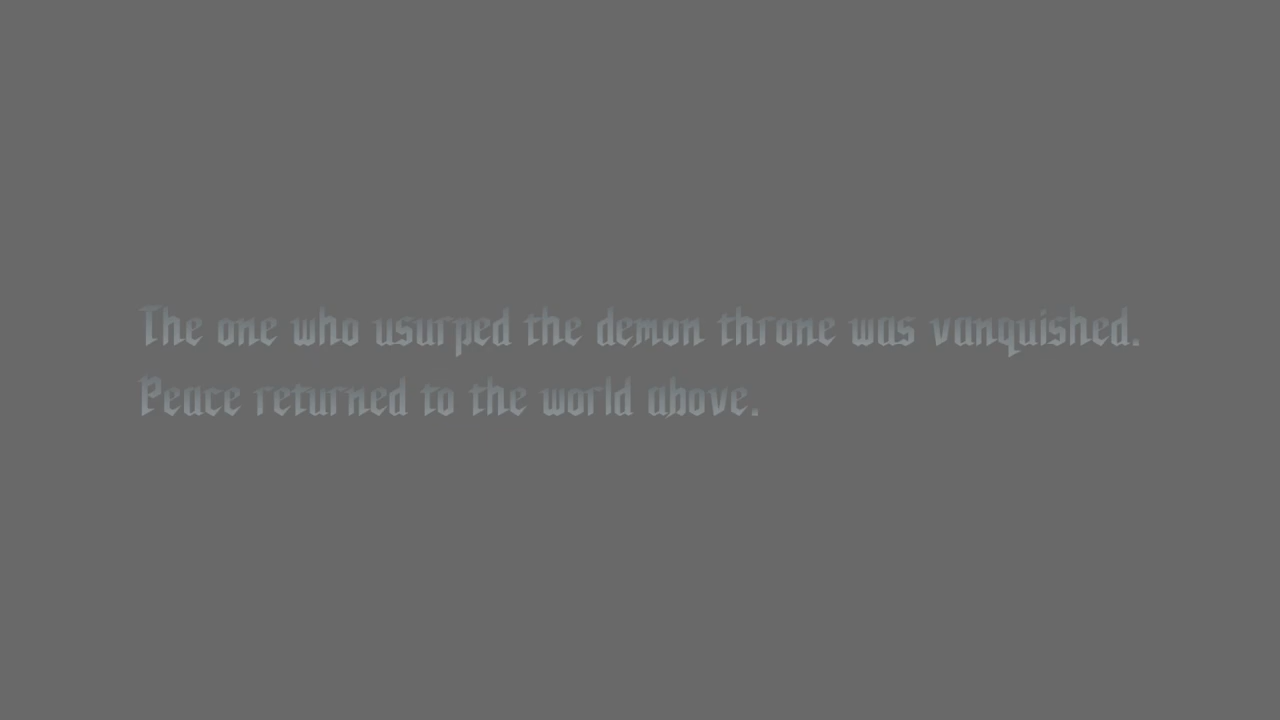 The one who usurped the demon throne was vanquished.
Peace returned to the world above.